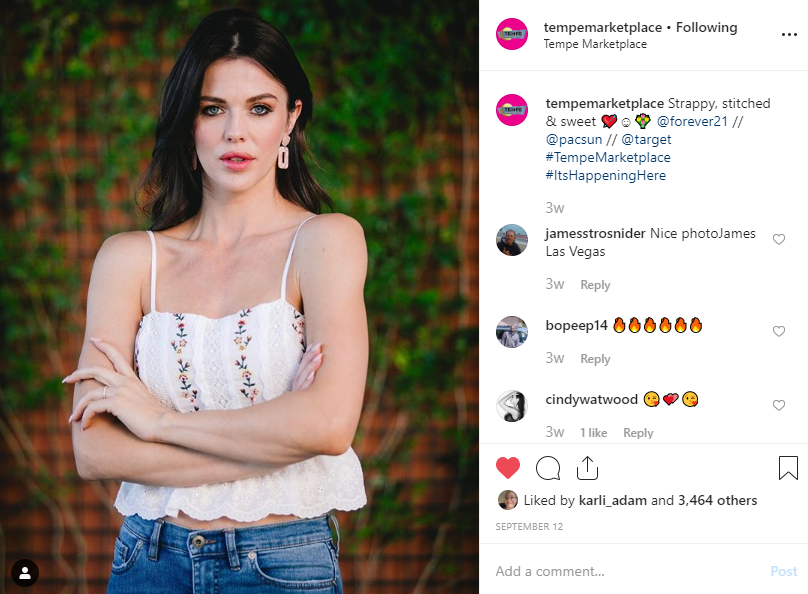 tempemarketplace • Following
Tempe Marketplace
tempemarketplace Strappy, stitched
& sweet 💘☺💐 @forever21 //
@pacsun // @target
#TempeMarketplace
#ItsHappeningHere
3w
jamesstrosnider Nice photoJames
Las Vegas
3w Reply
bopeep14 🔥🔥🔥🔥🔥🔥
3w Reply
cindywatwood 😘💕😘
3w 1 like Reply
Liked by karli_adam and 3,464 others
SEPTEMBER 12
Add a comment... Post